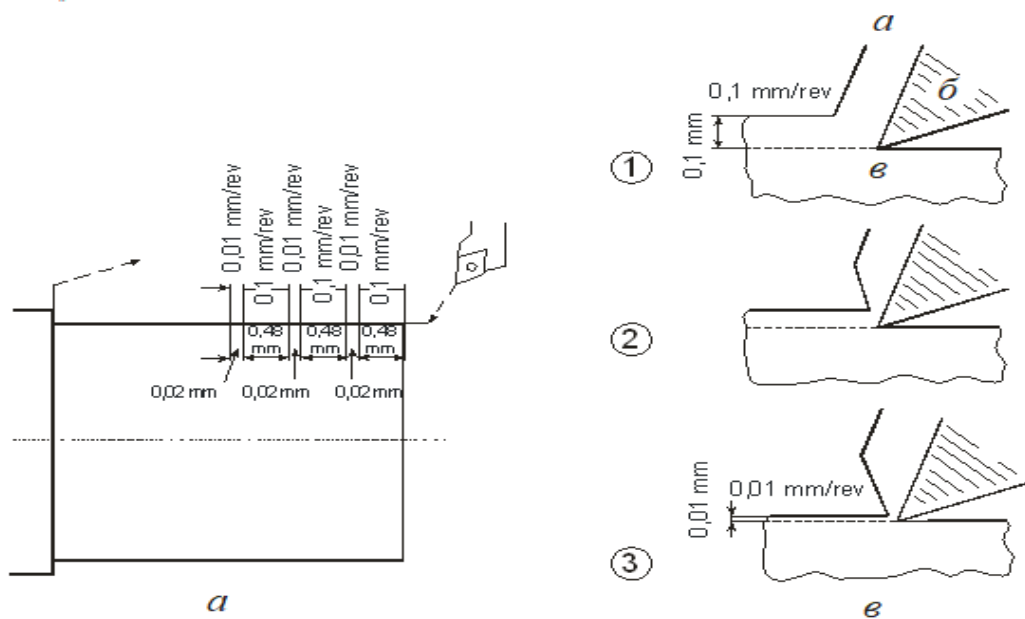 0,01 mm/rev
0,1 mm/rev
0,01 mm/rev
0,1 mm/rev
0,01 mm/rev
0,1 mm/rev
0,48 mm
0,48 mm
0,48 mm
0,02 mm
0,02 mm
0,02 mm
а
а
0,1 mm/rev
0,1 mm
б
в
1
2
0,01 mm
0,01 mm/rev
3
в